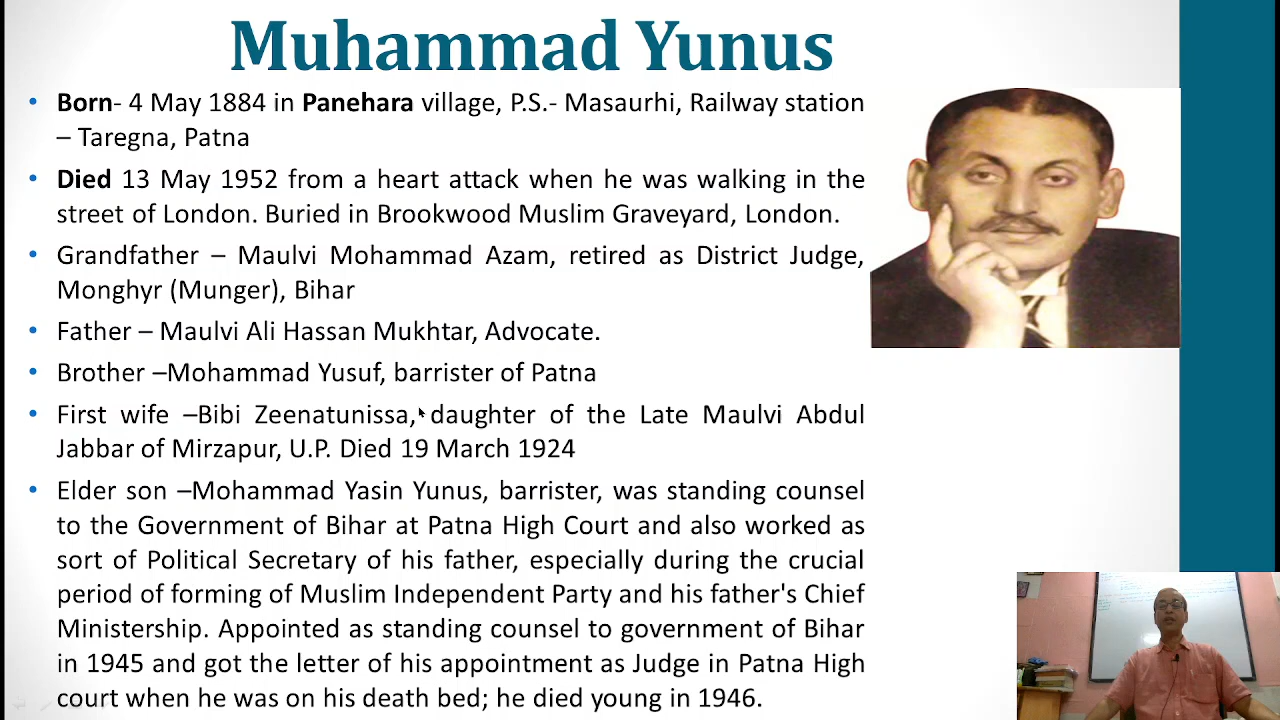 Muhammad Yunus
• Born- 4 May 1884 in Panehara village, P.S.- Masaurhi, Railway station
– Taregna, Patna
• Died 13 May 1952 from a heart attack when he was walking in the
street of London. Buried in Brookwood Muslim Graveyard, London.
• Grandfather – Maulvi Mohammad Azam, retired as District Judge,
Monghyr (Munger), Bihar
• Father – Maulvi Ali Hassan Mukhtar, Advocate.
• Brother –Mohammad Yusuf, barrister of Patna
• First wife –Bibi Zeenatunissa, daughter of the Late Maulvi Abdul
Jabbar of Mirzapur, U.P. Died 19 March 1924
• Elder son –Mohammad Yasin Yunus, barrister, was standing counsel
to the Government of Bihar at Patna High Court and also worked as
sort of Political Secretary of his father, especially during the crucial
period of forming of Muslim Independent Party and his father's Chief
Ministership. Appointed as standing counsel to government of Bihar
in 1945 and got the letter of his appointment as Judge in Patna High
court when he was on his death bed; he died young in 1946.